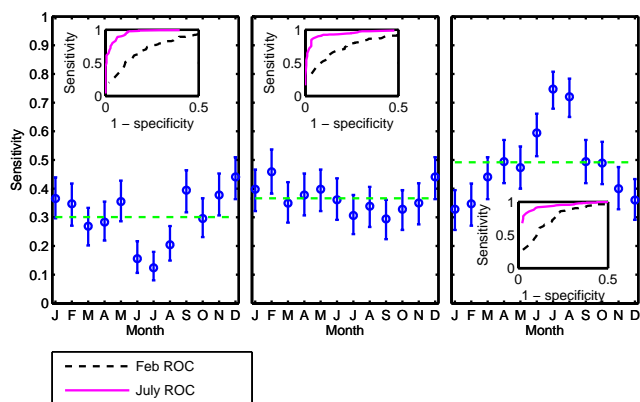 1
0.9
0.8
0.7
0.6
0.5
0.4
0.3
0.2
0.1
0
Sensitivity
J F M A M J J A S O N D
Month
1
0.5
0
Sensitivity
0 0.5
1 − specificity
J F M A M J J A S O N D
Month
1
0.5
0
Sensitivity
0 0.5
1 − specificity
J F M A M J J A S O N D
Month
1
0.5
0
Sensitivity
0 0.5
1 − specificity
Feb ROC
July ROC